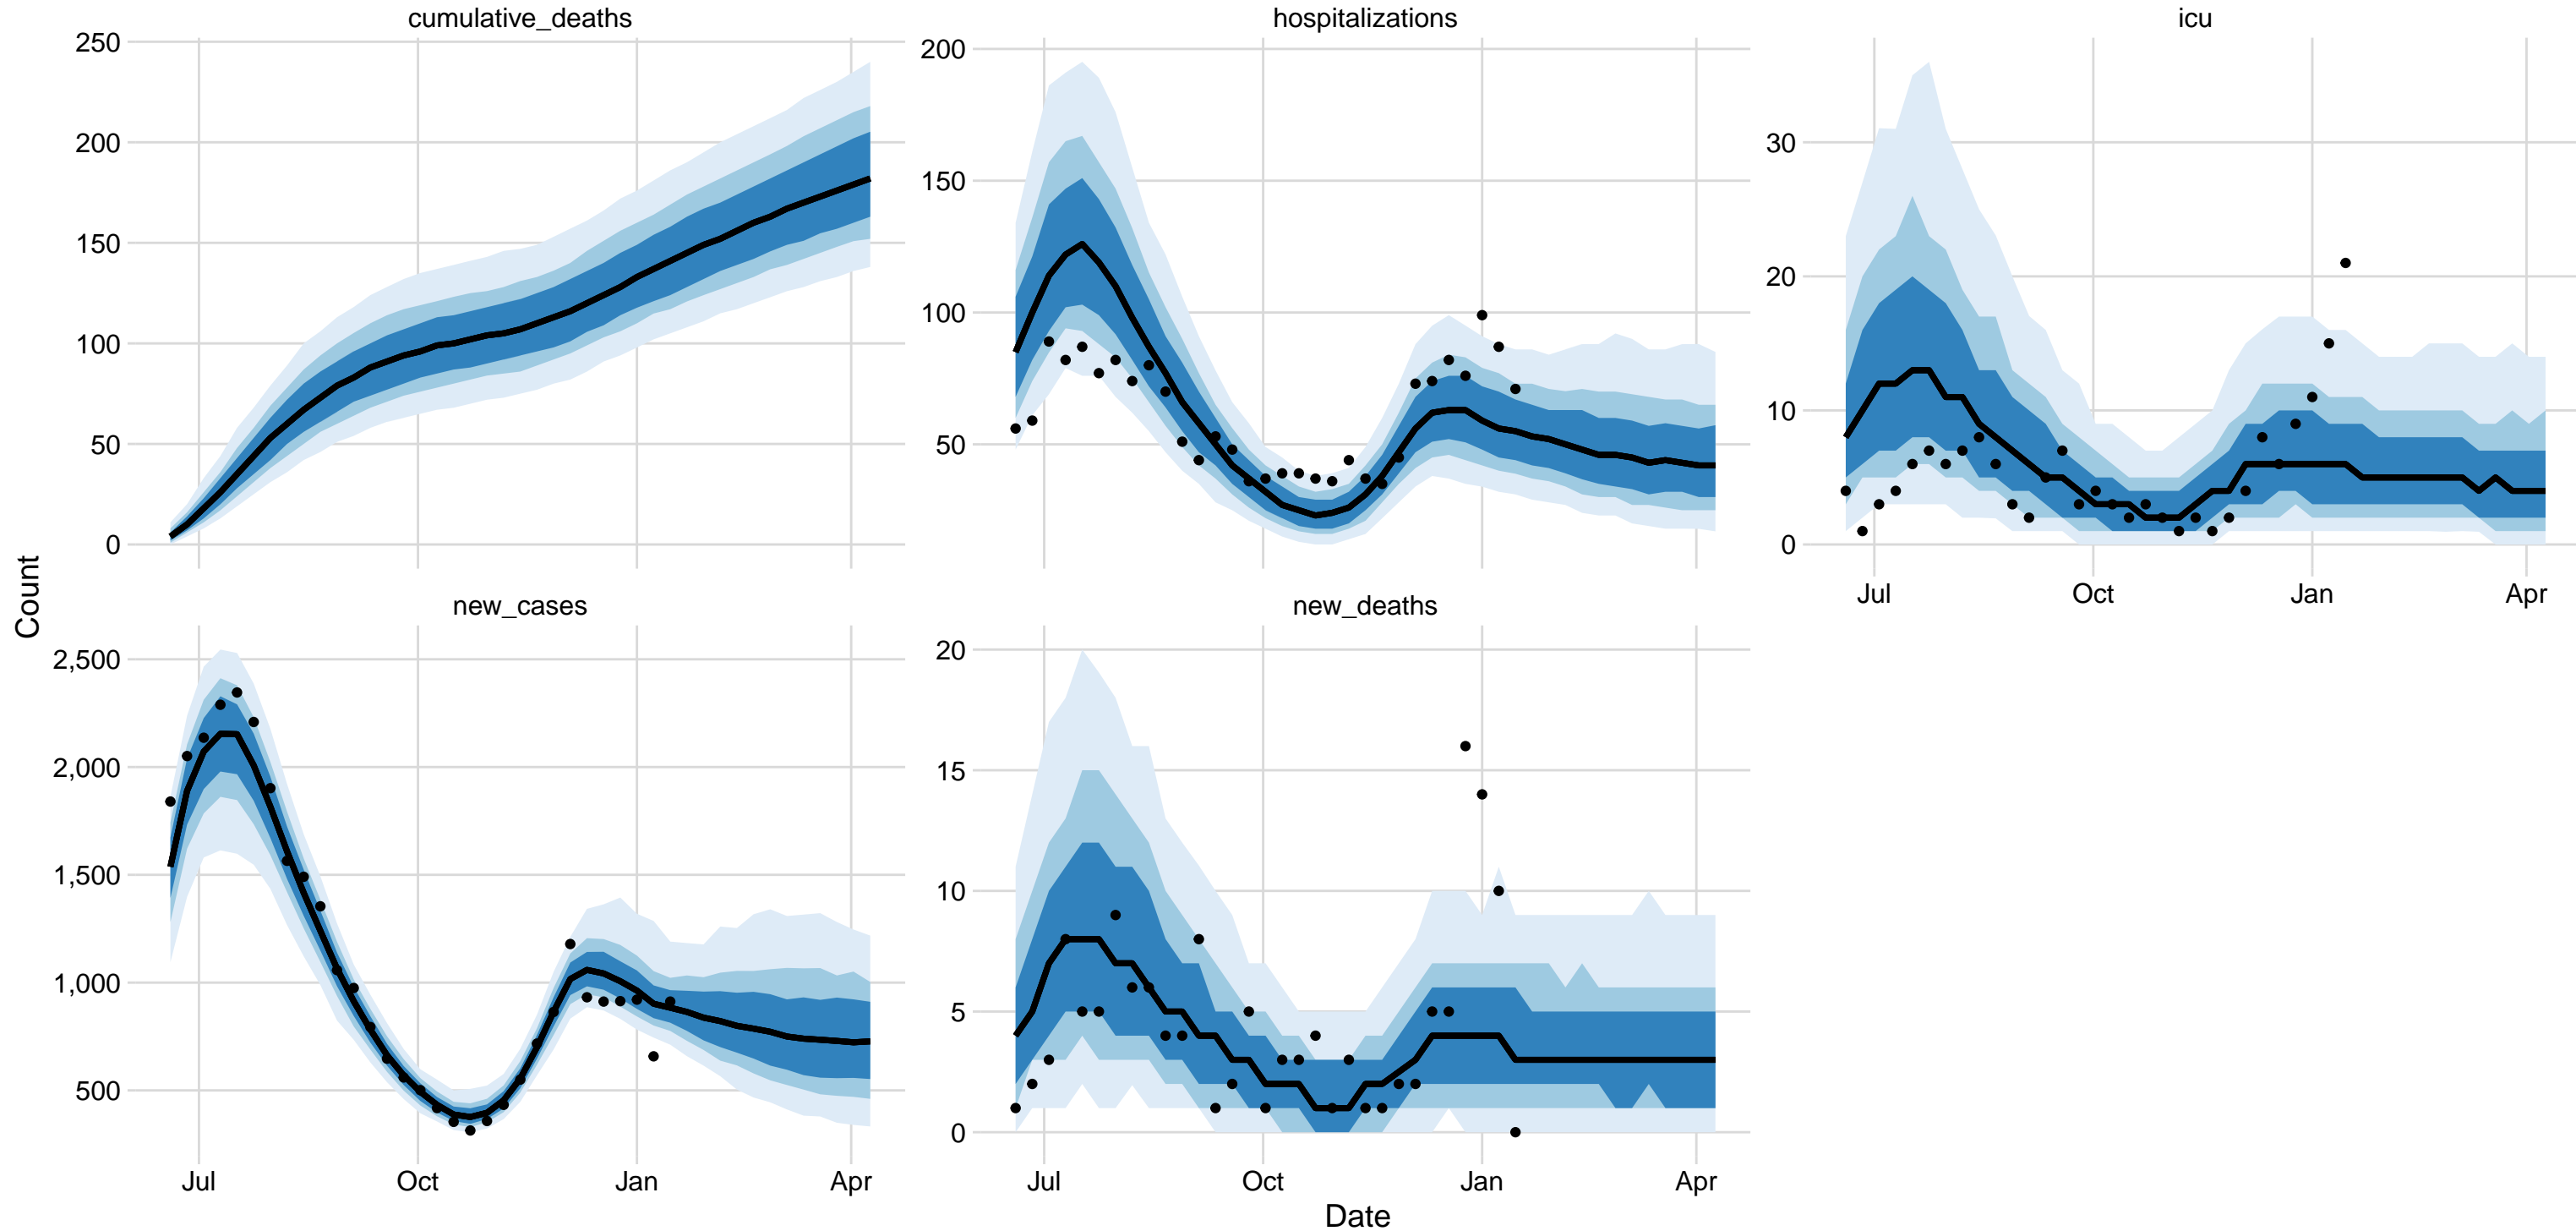 cumulative_deaths
hospitalizations
icu
250
200
150
100
50
0
200
150
100
50
30
20
10
0
Jul Oct Jan Apr
Count
new_cases
new_deaths
2,500
2,000
1,500
1,000
500
20
15
10
5
0
Jul Oct Jan Apr
Jul Oct Jan Apr
Date